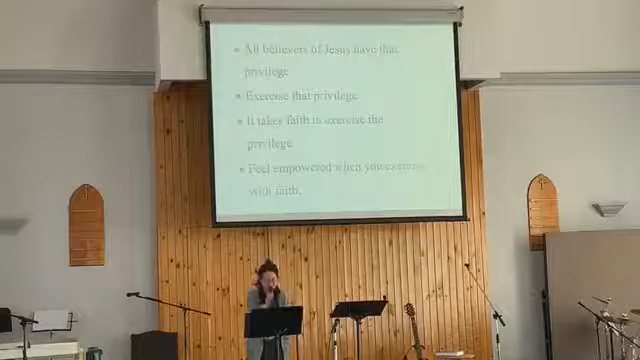 • All believers of Jesus have that
privilege
• Exercise that privilege
• It takes faith to exercise the
privilege.
• Feel empowered when you exercise
with faith.